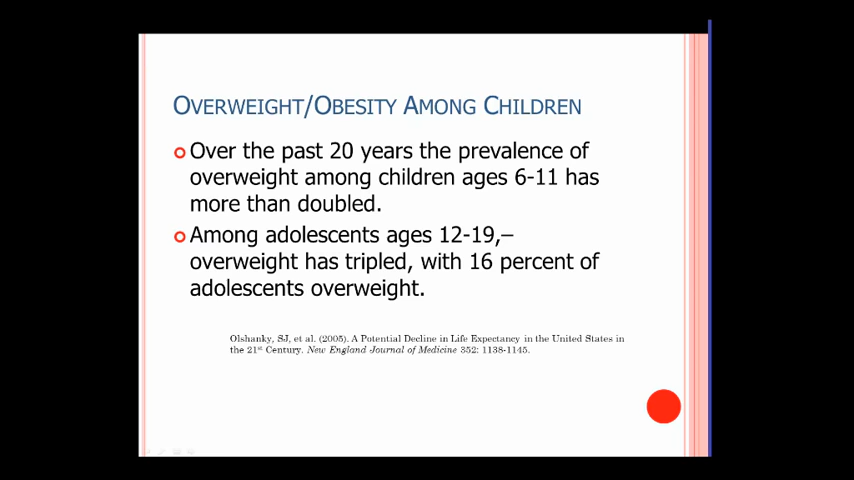 OVERWEIGHT/OBESITY AMONG CHILDREN
Over the past 20 years the prevalence of
overweight among children ages 6-11 has
more than doubled.
Among adolescents ages 12-19,–
overweight has tripled, with 16 percent of
adolescents overweight.
Olshanky, SJ, et al. (2005). A Potential Decline in Life Expectancy in the United States in
the 21st Century. New England Journal of Medicine 352: 1138-1145.